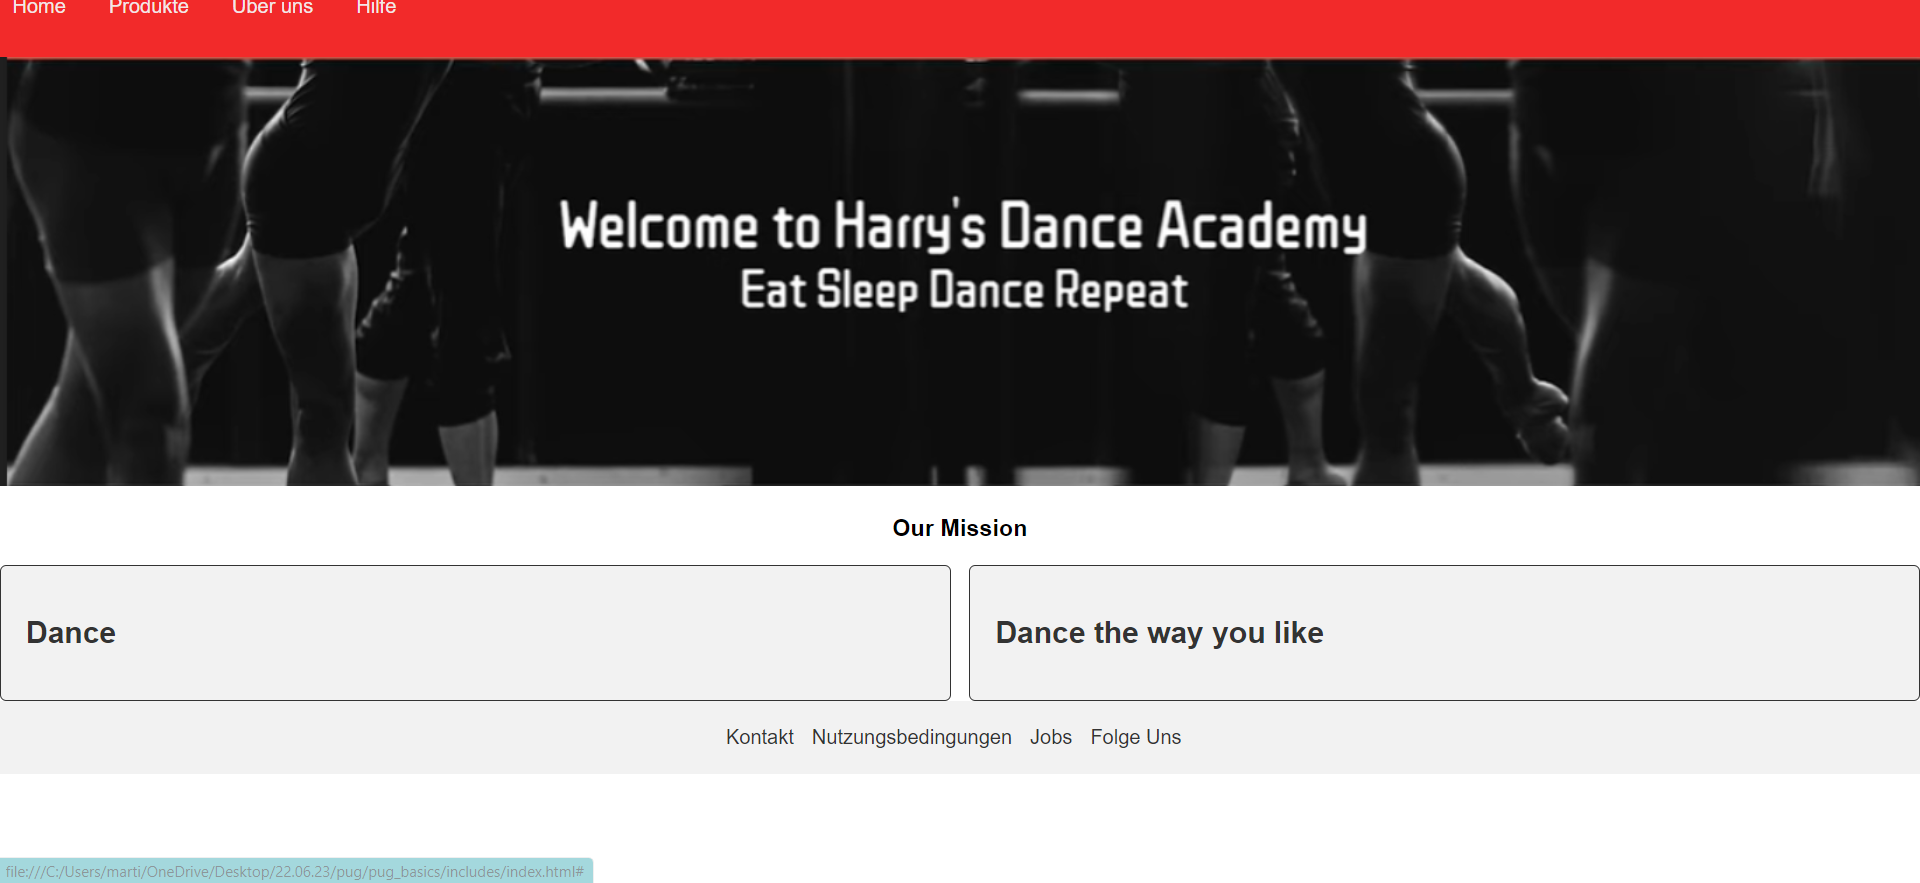 Home Produkte Über uns Hilfe
Welcome to Harry's Dance Academy
Eat Sleep Dance Repeat
Our Mission
Dance
Dance the way you like
Kontakt Nutzungsbedingungen Jobs Folge Uns
file:///C:/Users/marti/OneDrive/Desktop/22.06.23/pug/pug_basics/includes/index.html#